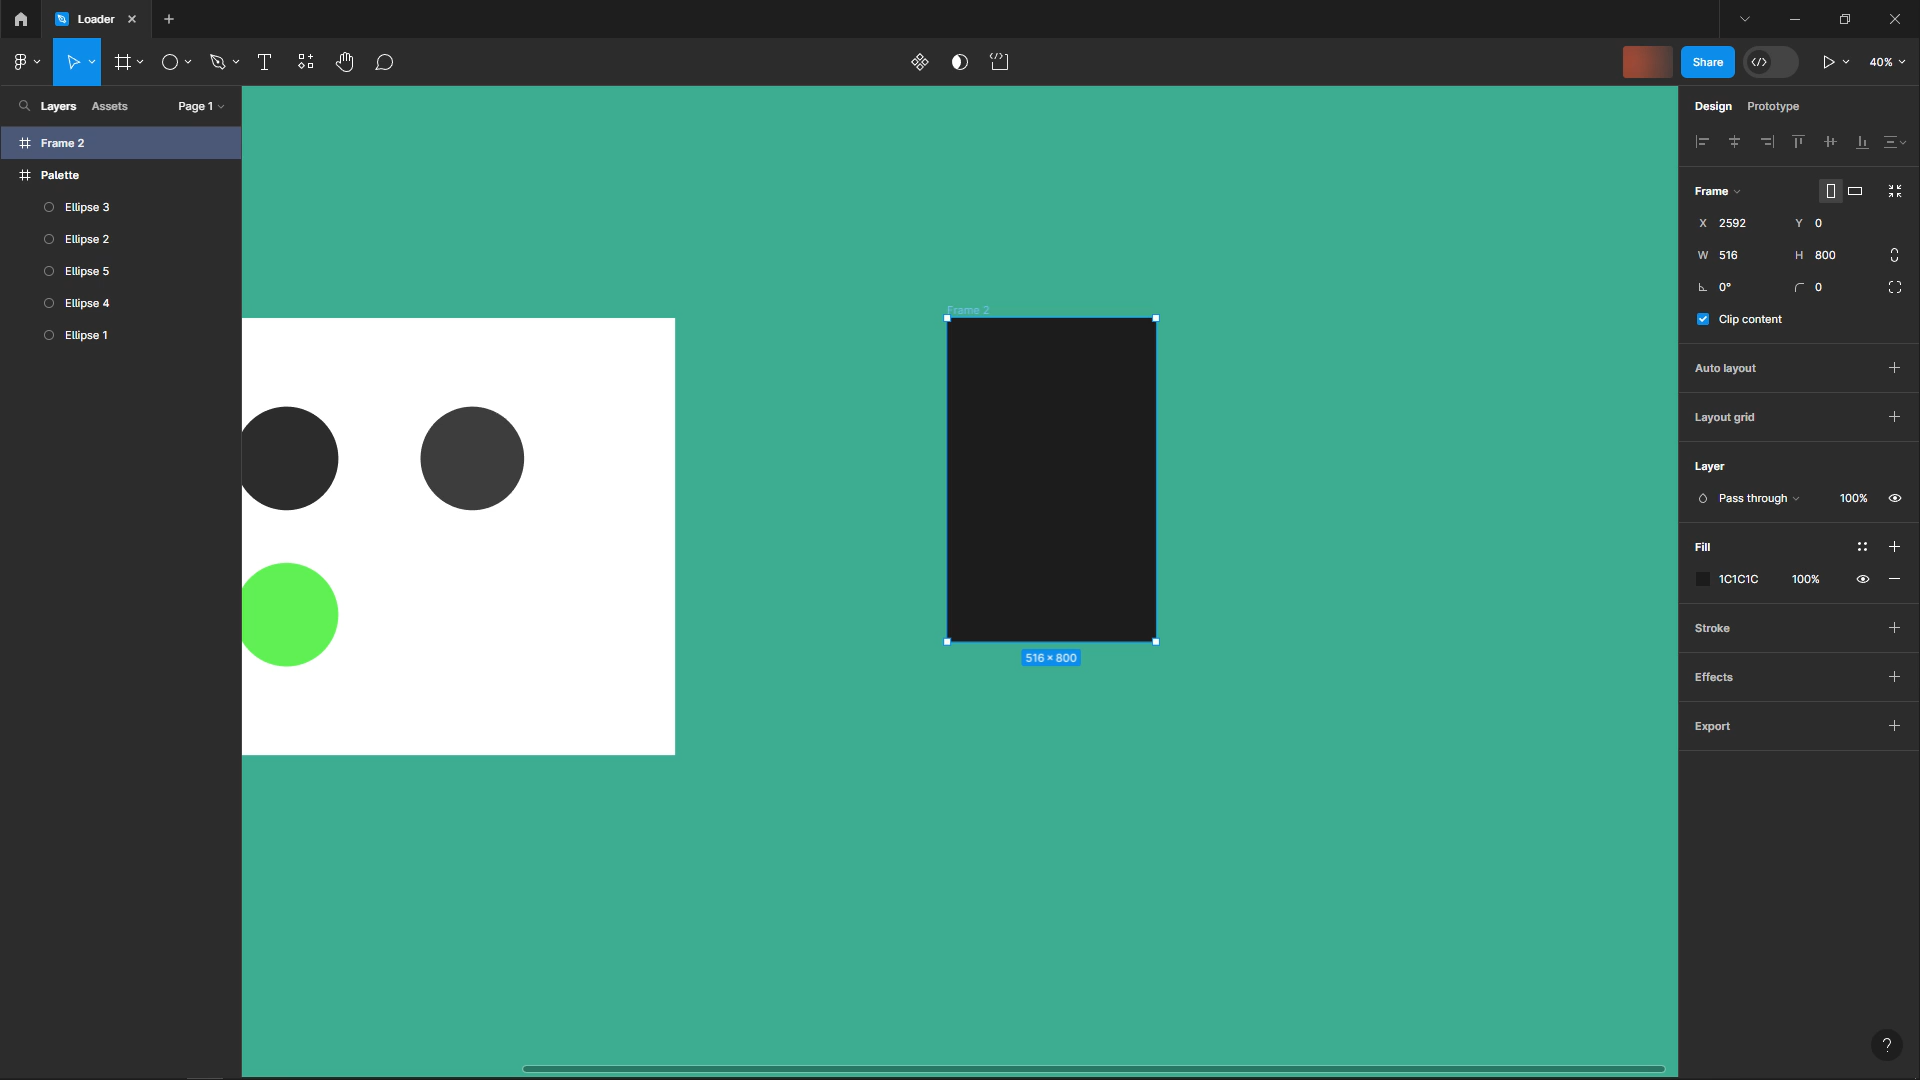 Loader
Share
40%
Layers
Assets
Page 1
Frame 2
Palette
Ellipse 3
Ellipse 2
Ellipse 5
Ellipse 4
Ellipse 1
Frame 2
516 × 800
Design
Prototype
Frame
X 2592
Y 0
W 516
H 800
0°
0
Clip content
Auto layout
Layout grid
Layer
Pass through
100%
Fill
1C1C1C
100%
Stroke
Effects
Export
?